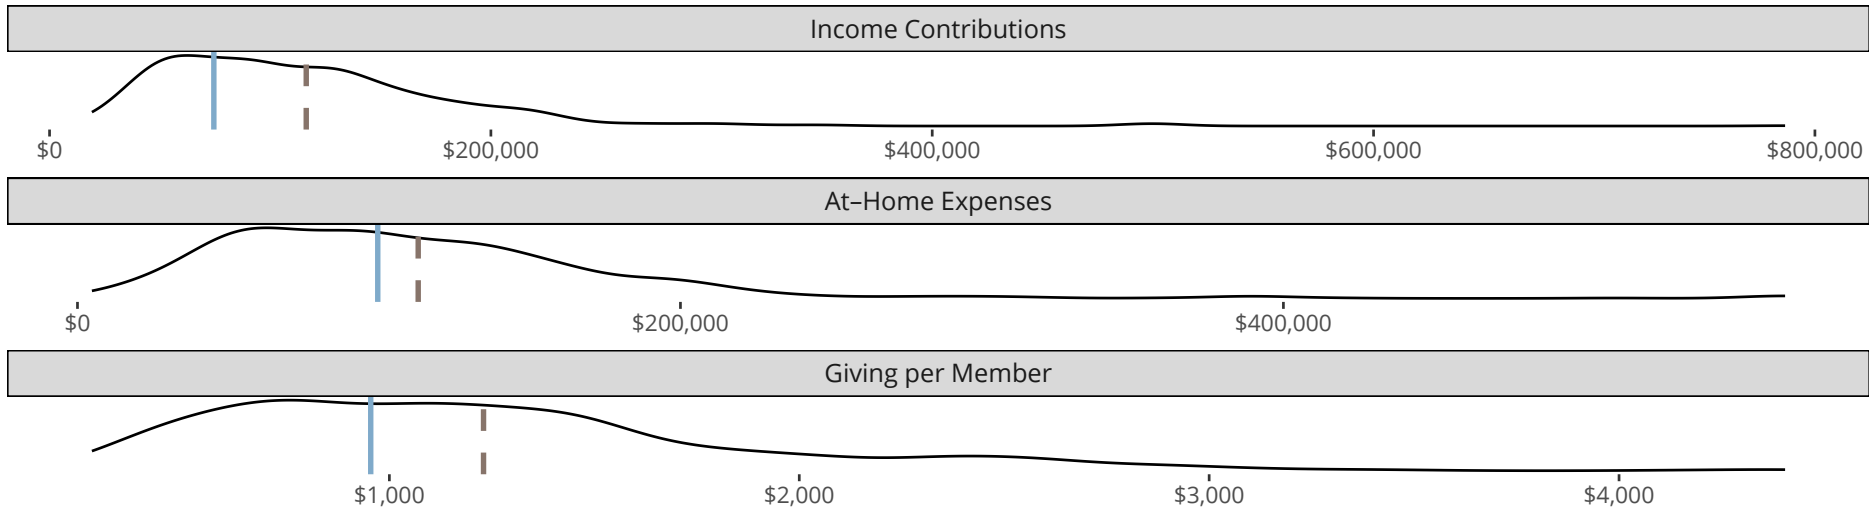 Income Contributions
$0 $200,000 $400,000 $600,000 $800,000
At–Home Expenses
$0 $200,000 $400,000
Giving per Member
$1,000 $2,000 $3,000 $4,000